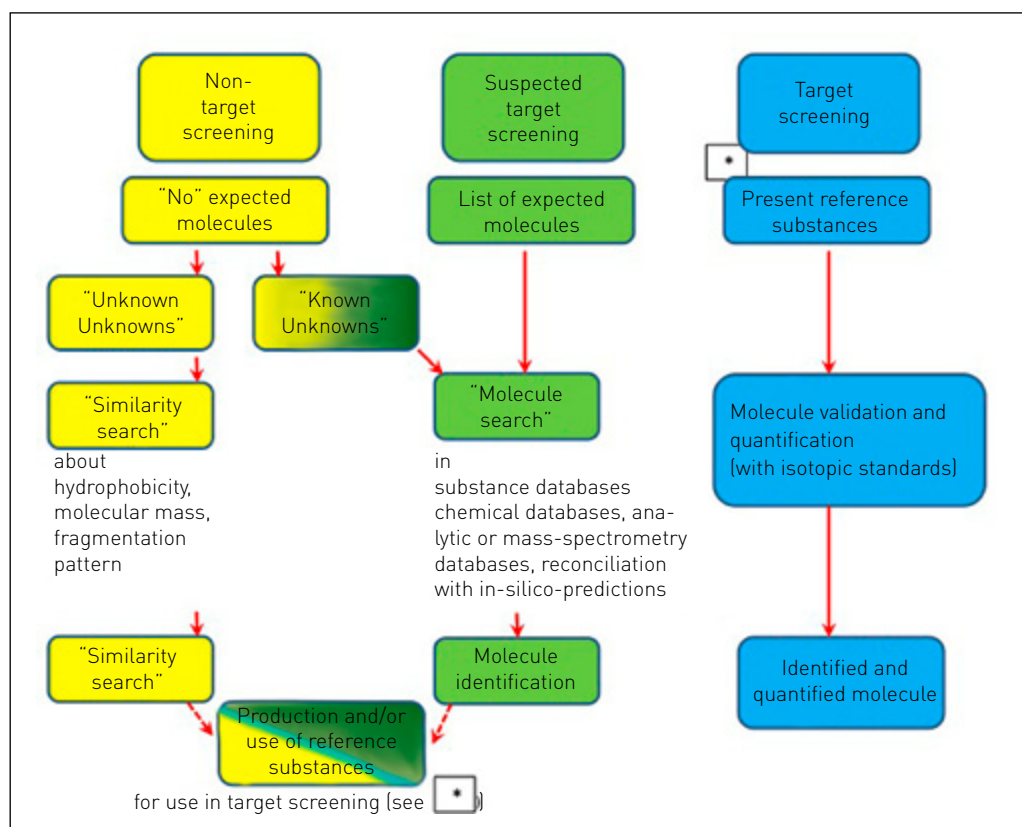 Non-
target
screening
Suspected
target
screening
Target
screening
*
"No" expected
molecules
List of expected
molecules
Present reference
substances
"Unknown
Unknowns"
"Known
Unknowns"
"Similarity
search"
"Molecule
search"
Molecule validation and
quantification
(with isotopic standards)
about
hydrophobicity,
molecular mass,
fragmentation
pattern
in
substance databases
chemical databases, ana-
lytic or mass-spectrometry
databases, reconciliation
with in-silico-predictions
"Similarity
search"
Molecule
identification
Identified and
quantified molecule
Production and/or
use of reference
substances
for use in target screening (see * )